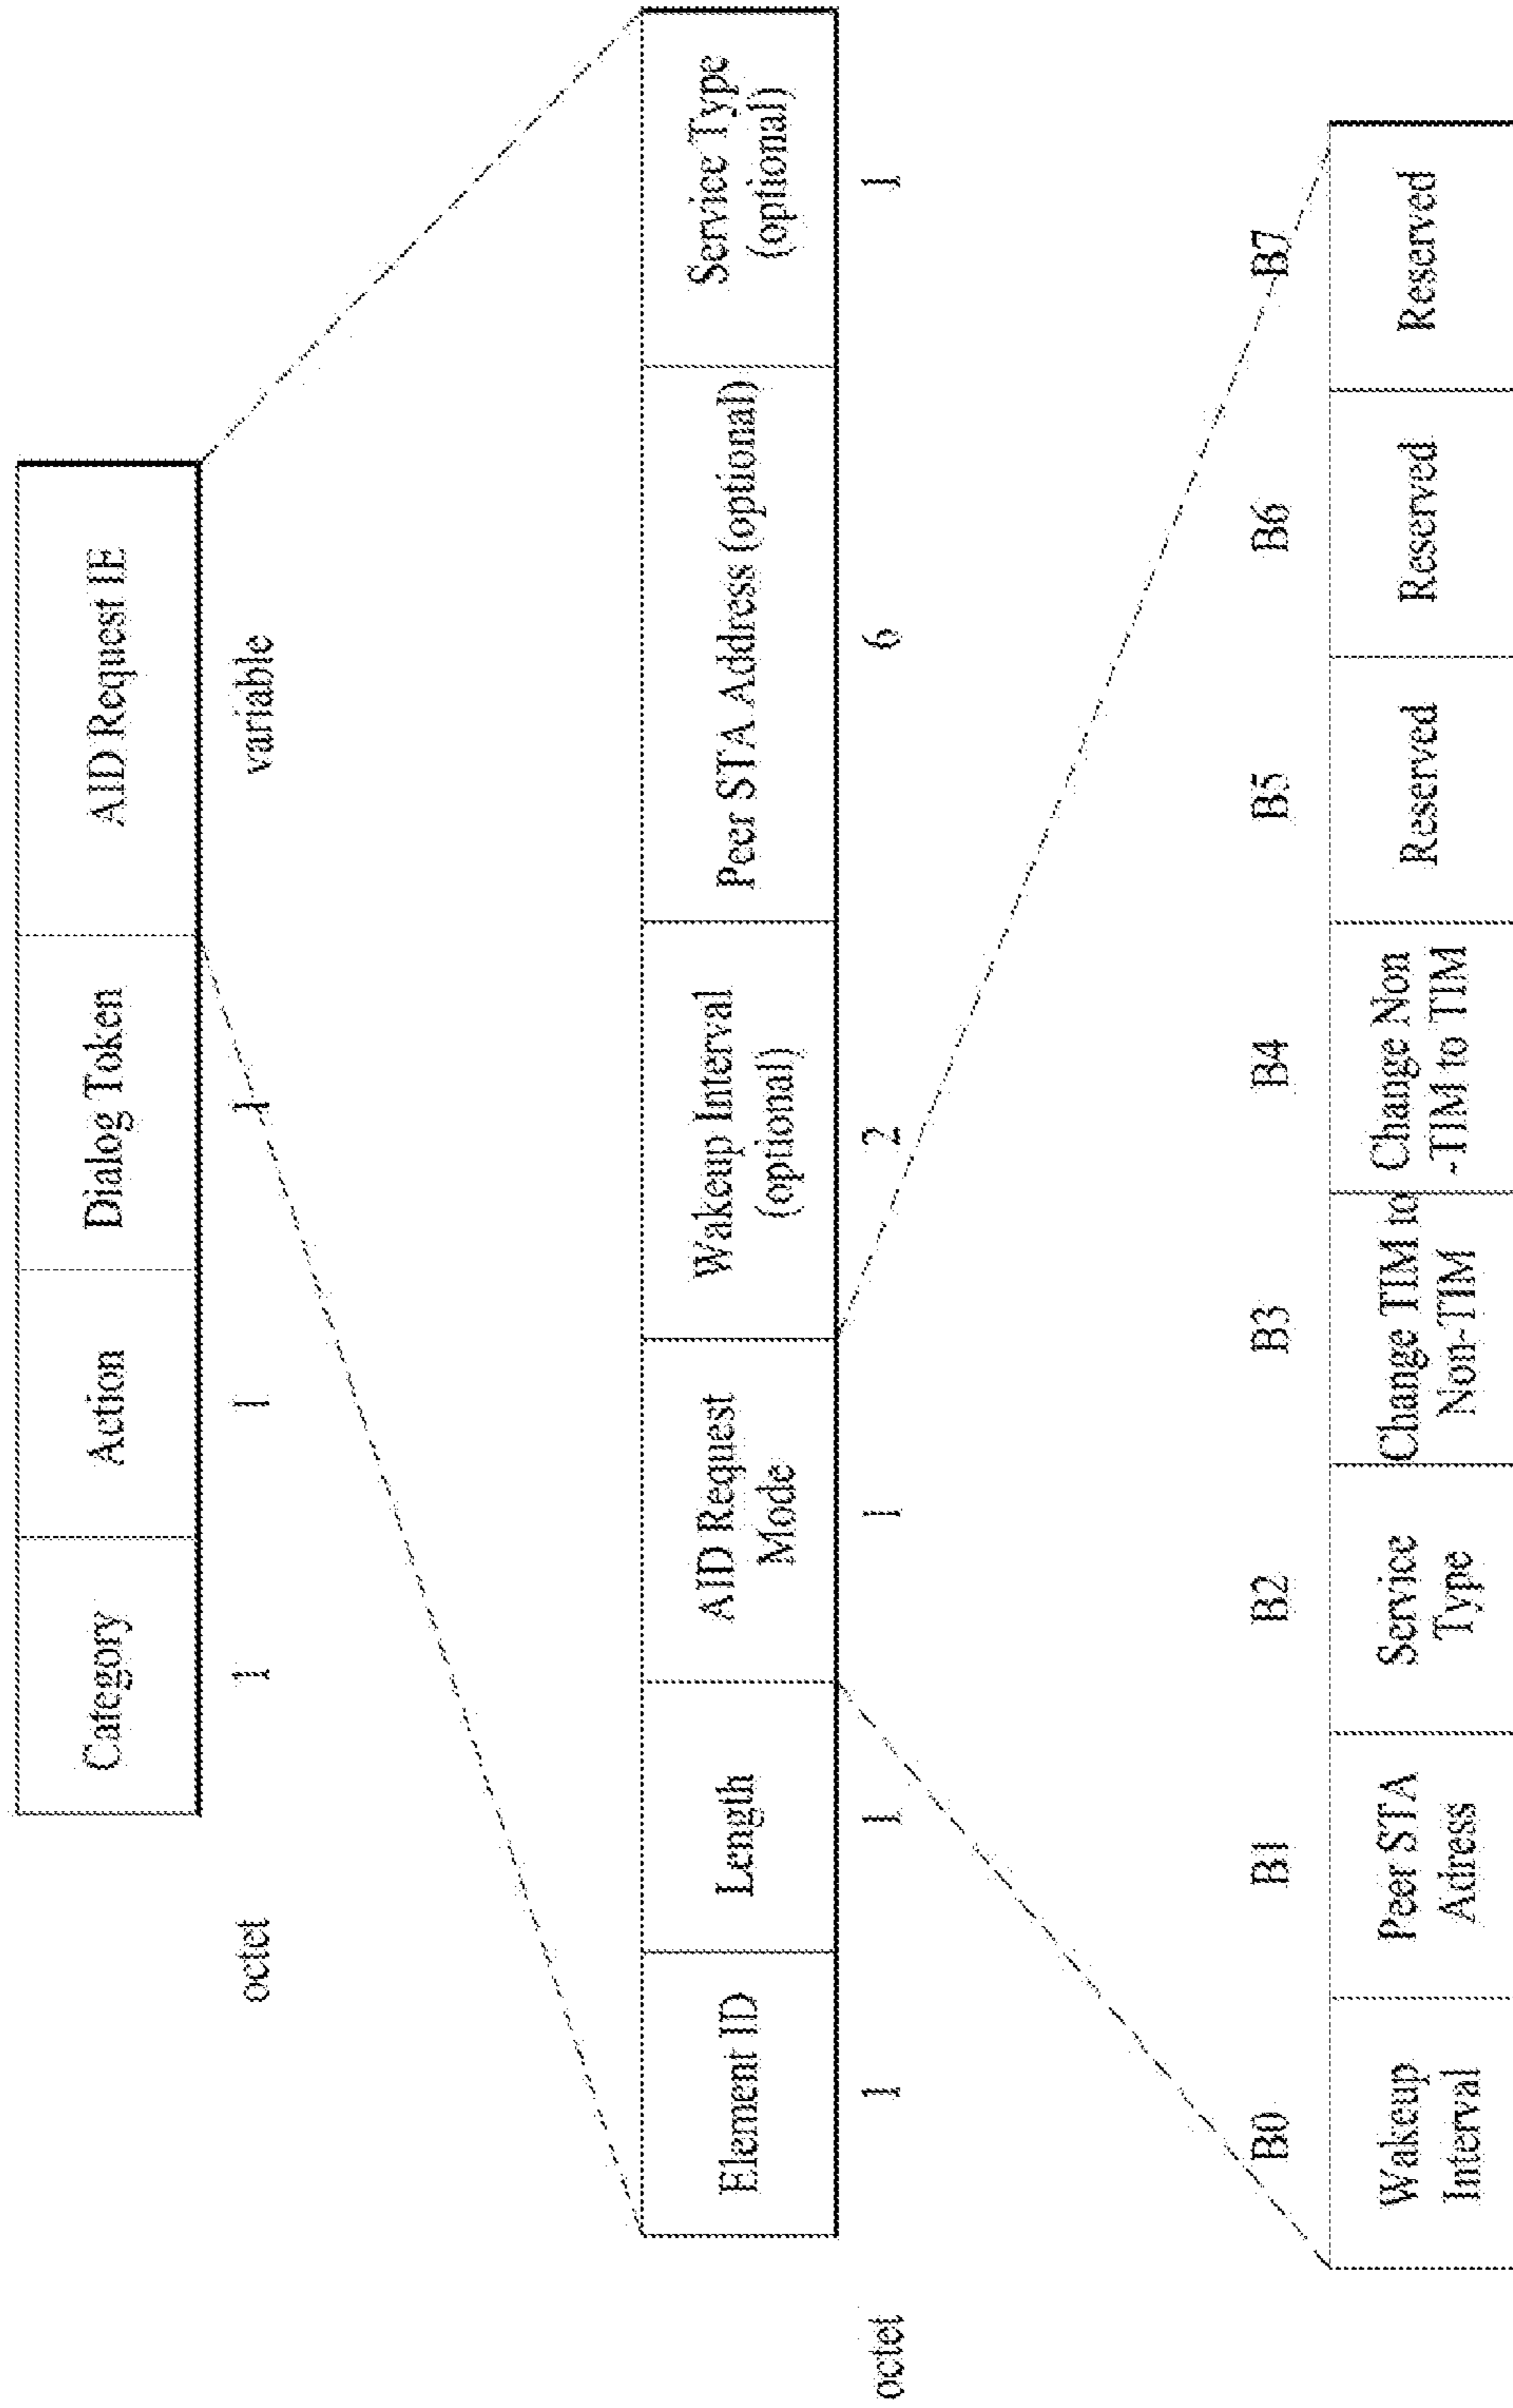 Category Action Dialog Token AID Request IE
octet 1 1 1 variable
Element ID Length AID Request Mode Wakeup Interval (optional) Peer STA Address (optional) Service Type (optional)
octet 1 1 1 2 6 1
B0 B1 B2 B3 B4 B5 B6 B7
Wakeup Interval Peer STA Adress Service Type Change TIM to Non-TIM Change Non -TIM to TIM Reserved Reserved Reserved